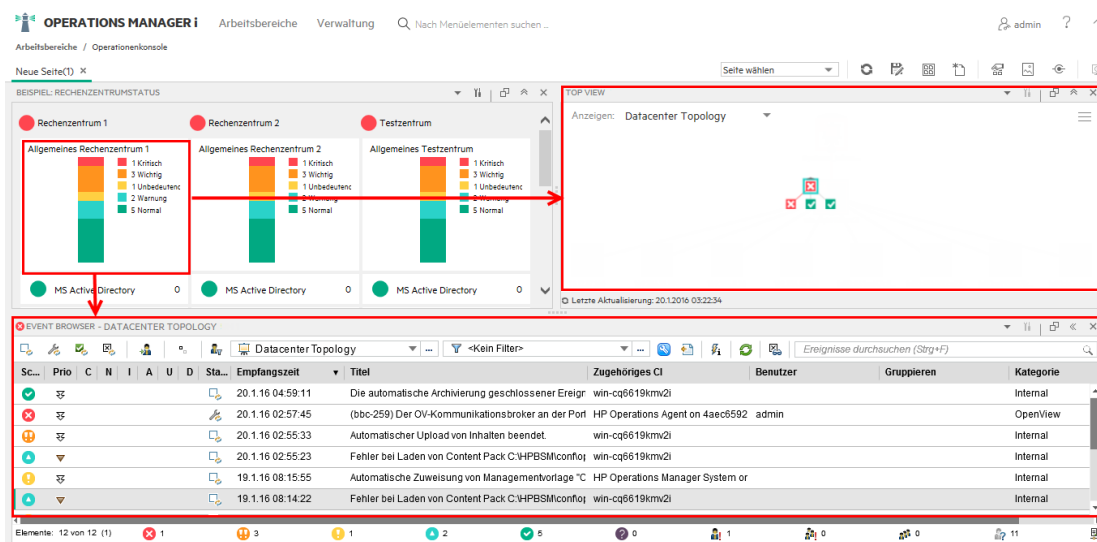 OPERATIONS MANAGER i Arbeitsbereiche Verwaltung Nach Menüelementen suchen ... admin ?
Arbeitsbereiche / Operationenkonsole
Neue Seite(1) × Seite wählen
BEISPIEL: RECHENZENTRUMSTATUS
Rechenzentrum 1 Rechenzentrum 2 Testzentrum
Allgemeines Rechenzentrum 1
1 Kritisch
3 Wichtig
1 Unbedeutend
2 Warnung
5 Normal
Allgemeines Rechenzentrum 2
1 Kritisch
3 Wichtig
1 Unbedeutenc
2 Warnung
5 Normal
Allgemeines Testzentrum
1 Kritisch
3 Wichtig
1 Unbedeutenc
2 Warnung
5 Normal
MS Active Directory 0 MS Active Directory 0 MS Active Directory 0
TOP VIEW
Anzeigen: Datacenter Topology
Letzte Aktualisierung: 20.1.2016 03:22:34
EVENT BROWSER - DATACENTER TOPOLOGY
Datacenter Topology ... <Kein Filter> ... Ereignisse durchsuchen (Strg+F)
Sc... Prio C N I A U D Sta... Empfangszeit Titel Zugehöriges CI Benutzer Gruppieren Kategorie
20.1.16 04:59:11 Die automatische Archivierung geschlossener Ereigr win-cq6619kmv2i Internal
20.1.16 02:57:45 (bbc-259) Der OV-Kommunikationsbroker an der Port HP Operations Agent on 4aec6592 admin OpenView
20.1.16 02:55:33 Automatischer Upload von Inhalten beendet. win-cq6619kmv2i Internal
20.1.16 02:55:23 Fehler bei Laden von Content Pack C:\HPBSM\conf\o win-cq6619kmv2i Internal
19.1.16 08:15:55 Automatische Zuweisung von Managementvorlage "C HP Operations Manager System or Internal
19.1.16 08:14:22 Fehler bei Laden von Content Pack C:\HPBSM\conf\o win-cq6619kmv2i Internal
Elemente: 12 von 12 (1) 1 3 1 2 5 0 1 0 0 11